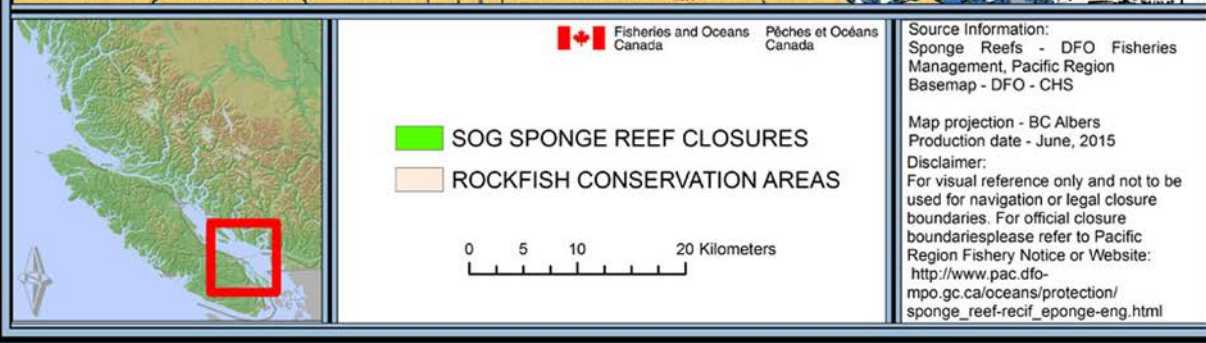 Fisheries and Oceans Pêches et Océans
Canada Canada
SOG SPONGE REEF CLOSURES
ROCKFISH CONSERVATION AREAS
0 5 10 20 Kilometers
Source Information:
Sponge Reefs - DFO Fisheries
Management, Pacific Region
Basemap - DFO - CHS
Map projection - BC Albers
Production date - June, 2015
Disclaimer:
For visual reference only and not to be
used for navigation or legal closure
boundaries. For official closure
boundariesplease refer to Pacific
Region Fishery Notice or Website:
http://www.pac.dfo-
mpo.gc.ca/oceans/protection/
sponge_reef-recif_eponge-eng.html